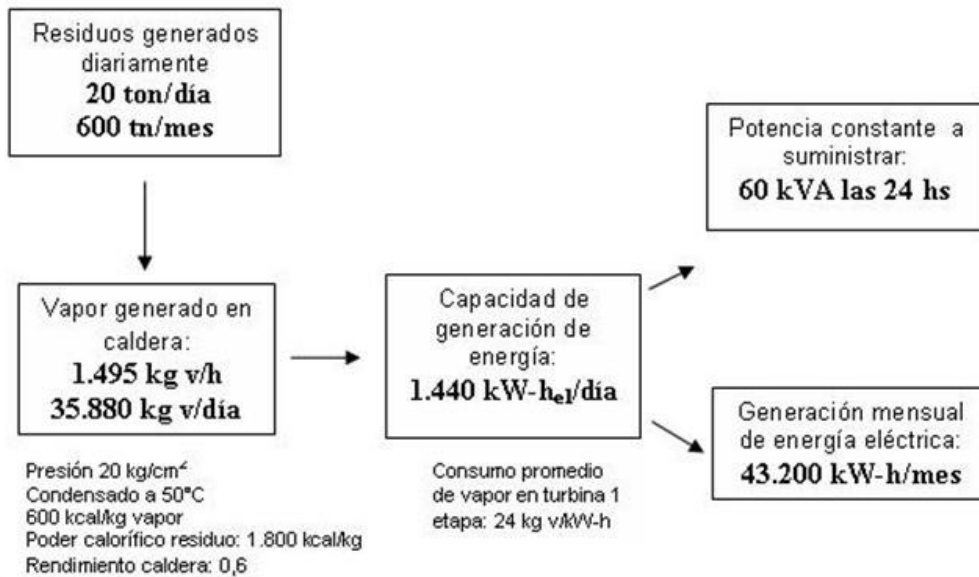 Residuos generados
diariamente
20 ton/día
600 tn/mes
Potencia constante a
suministrar:
60 kVA las 24 hs
Vapor generado en
caldera:
1.495 kg v/h
35.880 kg v/día
Capacidad de
generación de
energía:
1.440 kW-hel/día
Generación mensual
de energía eléctrica:
43.200 kW-h/mes
Presión 20 kg/cm²
Condensado a 50°C
600 kcal/kg vapor
Poder calorífico residuo: 1.800 kcal/kg
Rendimiento caldera: 0,6
Consumo promedio
de vapor en turbina 1
etapa: 24 kg v/kW-h